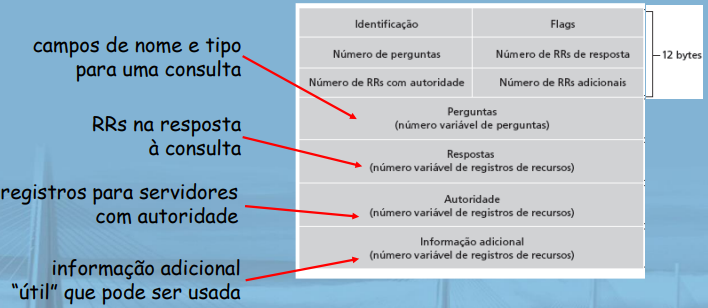 campos de nome e tipo
para uma consulta
RRs na resposta
à consulta
registros para servidores
com autoridade
informação adicional
“útil” que pode ser usada
Identificação
Flags
Número de perguntas
Número de RRs de resposta
Número de RRs com autoridade
Número de RRs adicionais
12 bytes
Perguntas
(número variável de perguntas)
Respostas
(número variável de registros de recursos)
Autoridade
(número variável de registros de recursos)
Informação adicional
(número variável de registros de recursos)